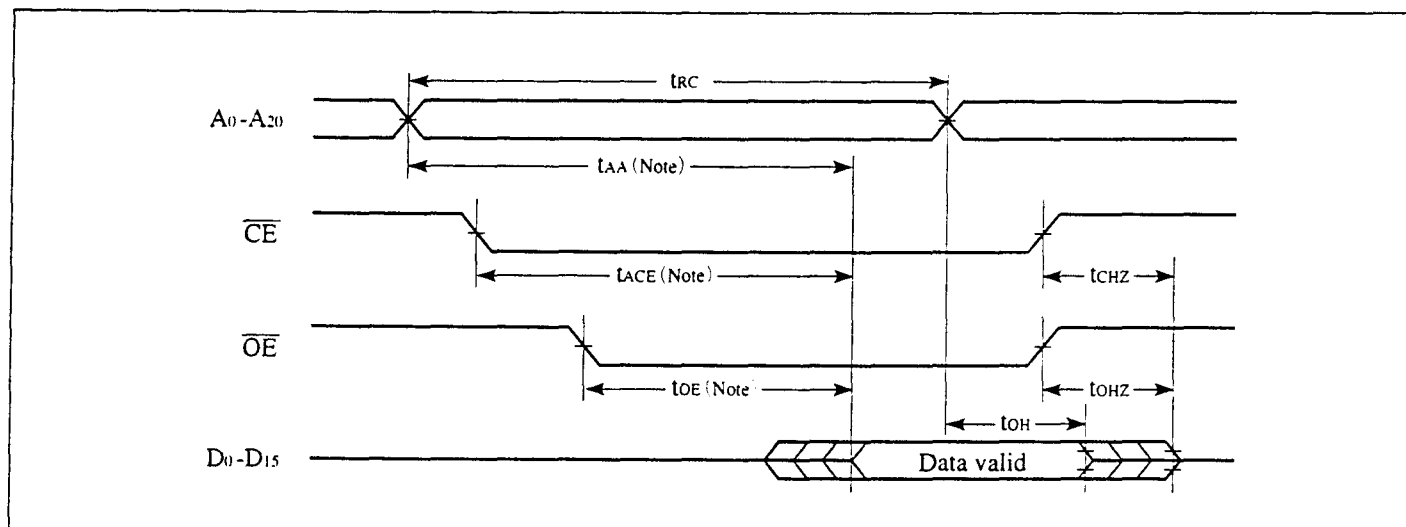 tRC
A0-A20
tAA (Note)
CE
tACE (Note)
tCHZ
OE
tOE (Note
tOHZ
tOH
D0-D15
Data valid